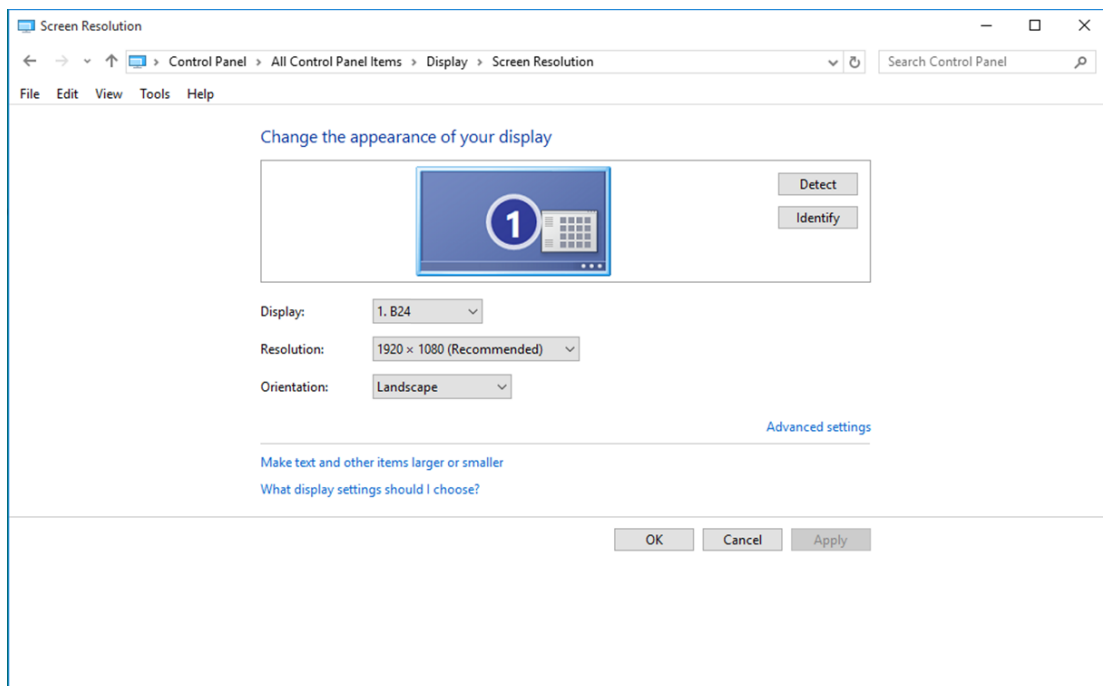 Screen Resolution
Control Panel > All Control Panel Items > Display > Screen Resolution
Search Control Panel
File Edit View Tools Help
Change the appearance of your display
1
Detect
Identify
Display: 1. B24
Resolution: 1920 × 1080 (Recommended)
Orientation: Landscape
Advanced settings
Make text and other items larger or smaller
What display settings should I choose?
OK Cancel Apply